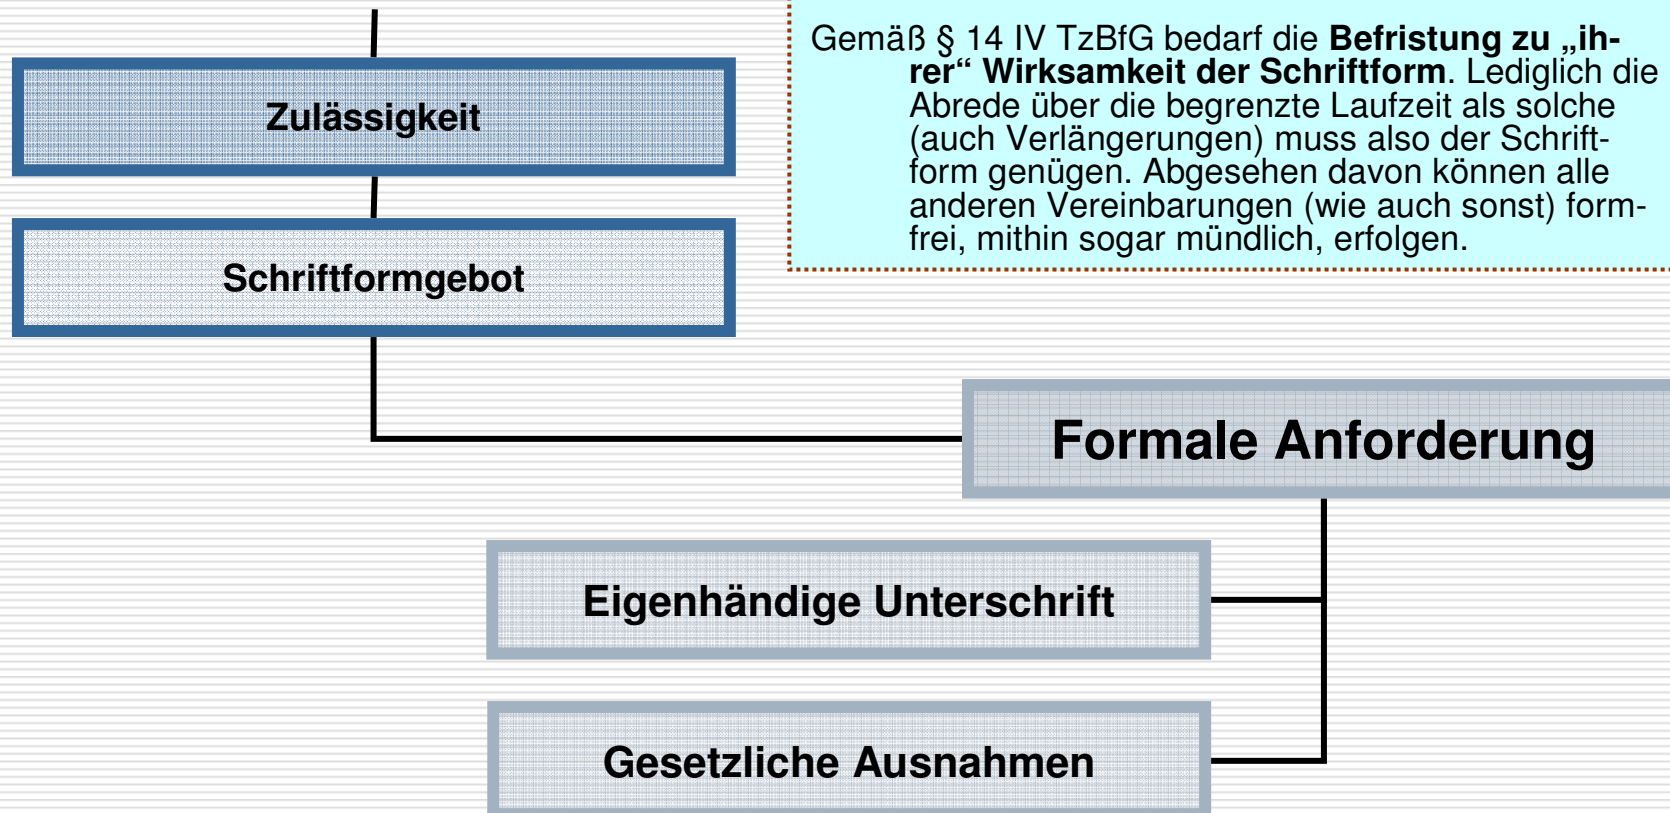 Gemäß § 14 IV TzBfG bedarf die Befristung zu „ih-
rer“ Wirksamkeit der Schriftform. Lediglich die
Abrede über die begrenzte Laufzeit als solche
(auch Verlängerungen) muss also der Schrift-
form genügen. Abgesehen davon können alle
anderen Vereinbarungen (wie auch sonst) form-
frei, mithin sogar mündlich, erfolgen.
Zulässigkeit
Schriftformgebot
Formale Anforderung
Eigenhändige Unterschrift
Gesetzliche Ausnahmen